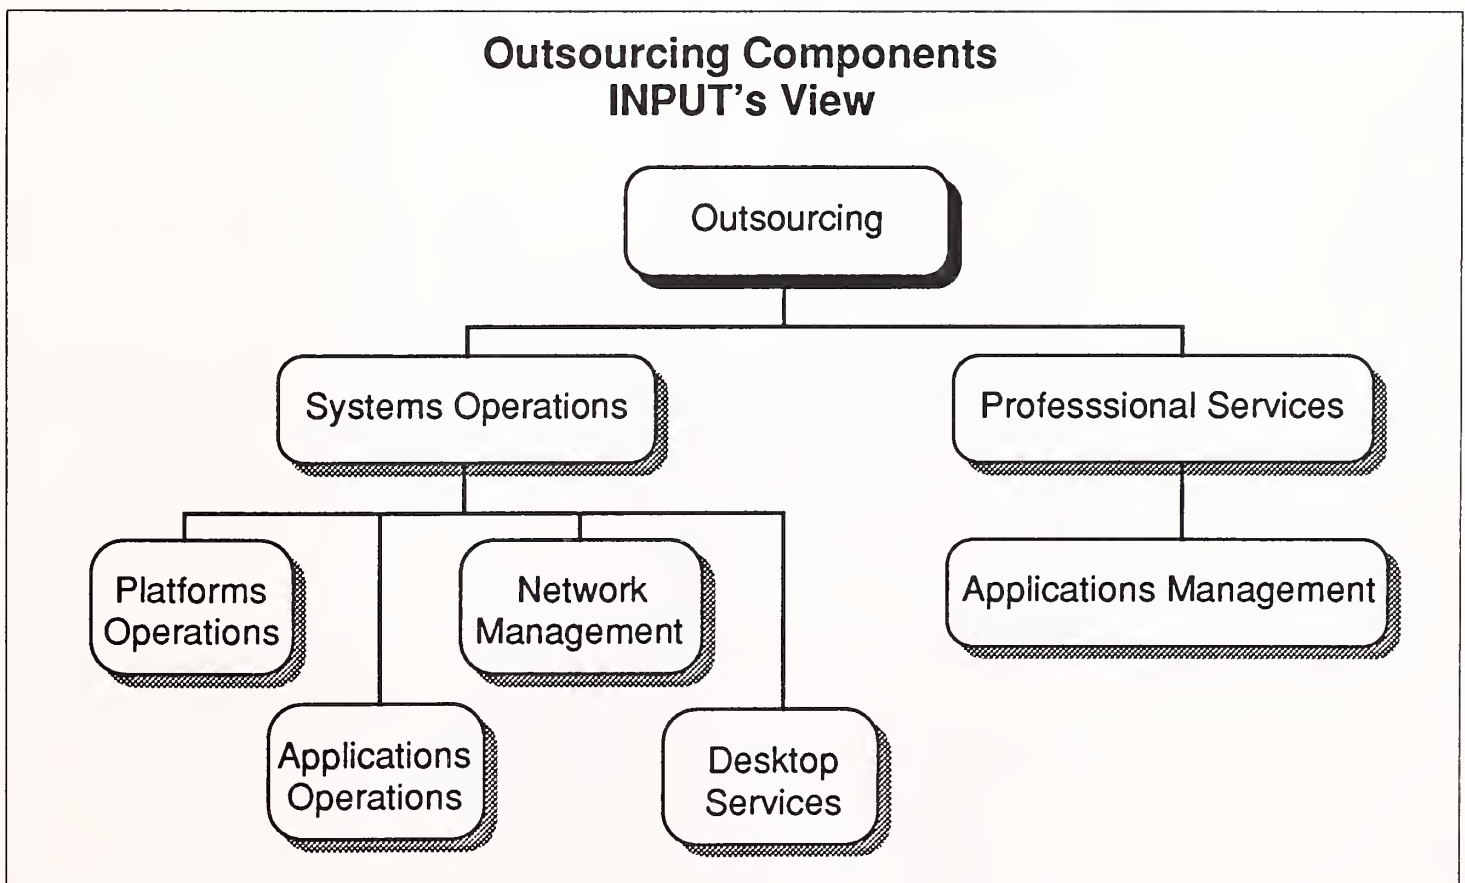 Outsourcing Components
INPUT's View
Outsourcing
Systems Operations
Professsional Services
Platforms
Operations
Network
Management
Applications Management
Applications
Operations
Desktop
Services